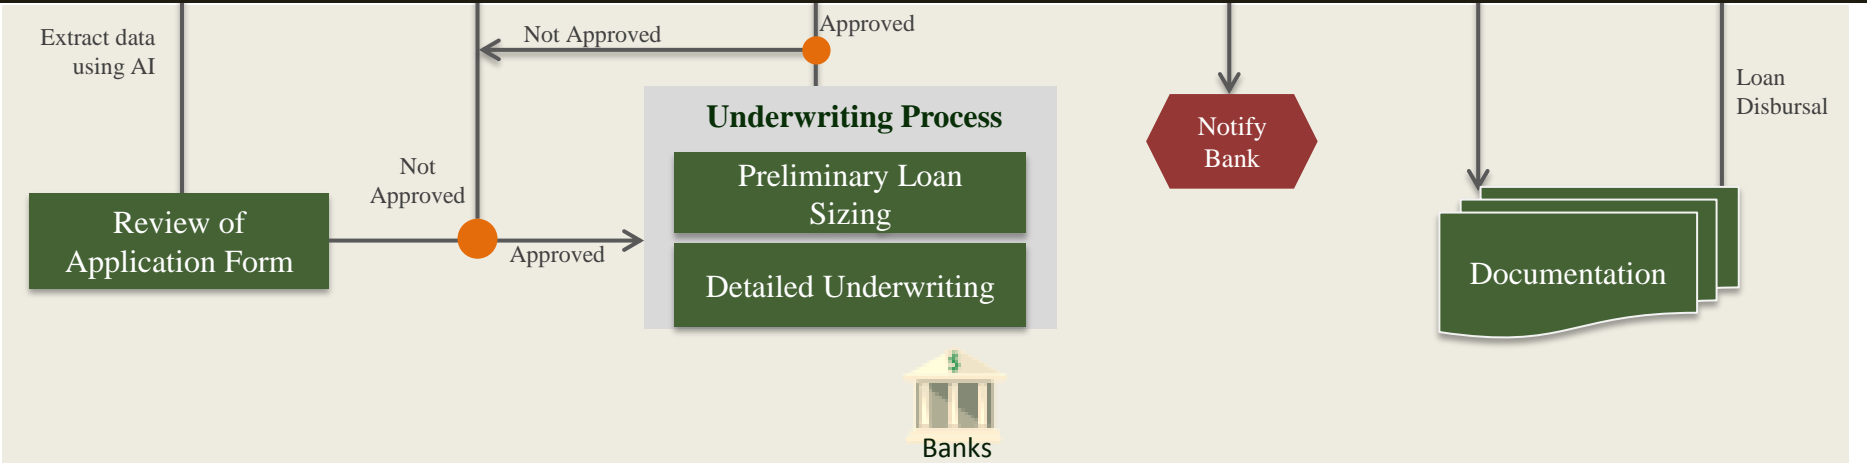 Extract data
using AI
Not Approved
Approved
Underwriting Process
Preliminary Loan
Sizing
Detailed Underwriting
Not
Approved
Review of
Application Form
Approved
Notify
Bank
Loan
Disbursal
Documentation
$
Banks